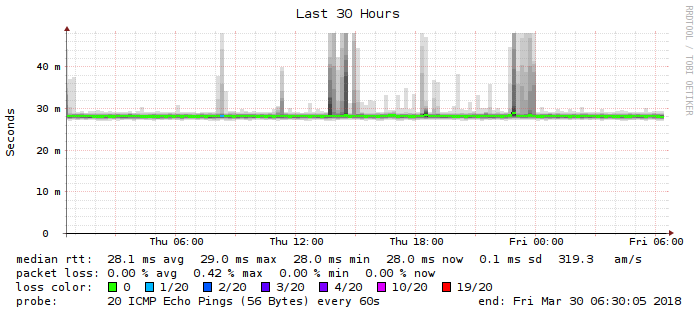 Last 30 Hours
RRDTOOL / TOBI OETIKER
Seconds
40 m
30 m
20 m
10 m
0
Thu 06:00 Thu 12:00 Thu 18:00 Fri 00:00 Fri 06:00
median rtt: 28.1 ms avg 29.0 ms max 28.0 ms min 28.0 ms now 0.1 ms sd 319.3 am/s
packet loss: 0.00 % avg 0.42 % max 0.00 % min 0.00 % now
loss color: 0 1/20 2/20 3/20 4/20 10/20 19/20
probe: 20 ICMP Echo Pings (56 Bytes) every 60s end: Fri Mar 30 06:30:05 2018